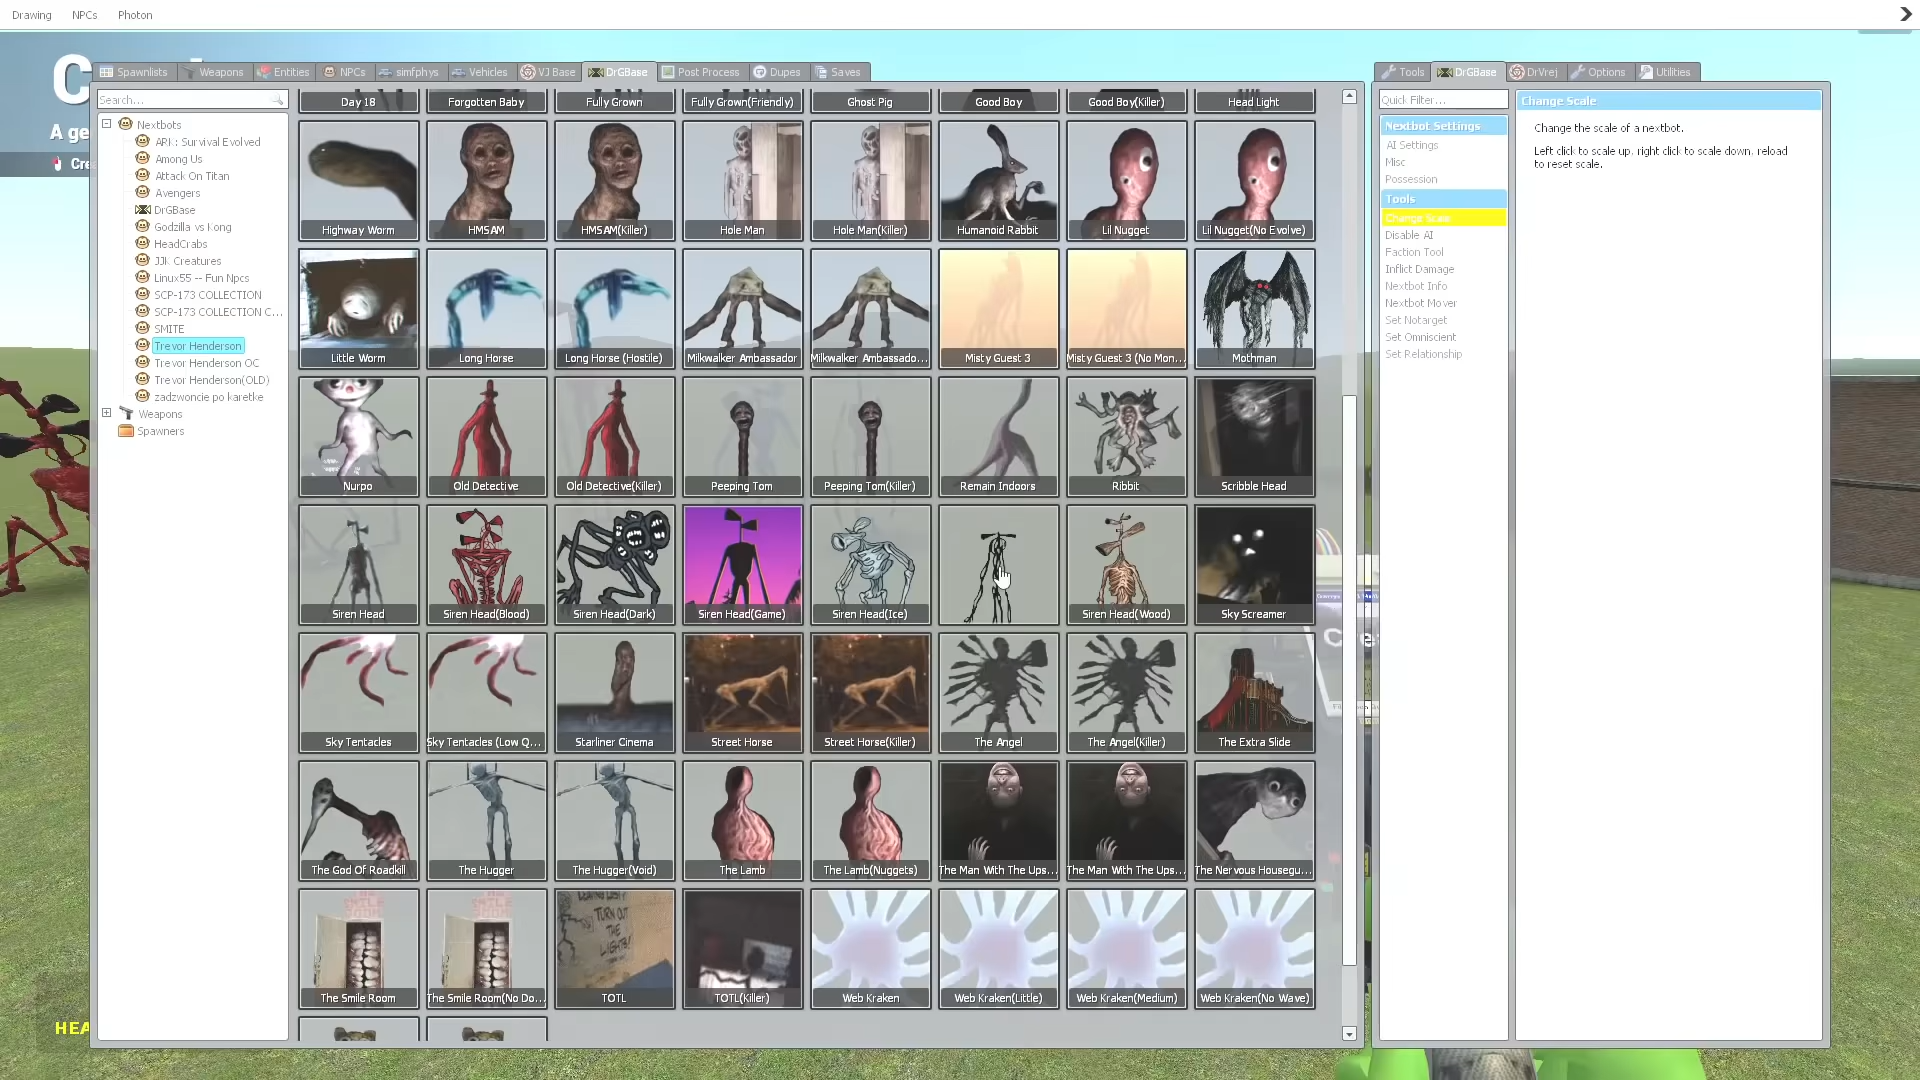 Drawing NPCs Photon
C
A ge
Cre
Spawnlists Weapons Entities NPCs simfphys Vehicles VJ Base DrGBase Post Process Dupes Saves
Search...
Nextbots
ARK: Survival Evolved
Among Us
Attack On Titan
Avengers
DrGBase
Godzilla vs Kong
HeadCrabs
JJk Creatures
Linux55 -- Fun Npcs
SCP-173 COLLECTION
SCP-173 COLLECTION C...
SMITE
Trevor Henderson
Trevor Henderson OC
Trevor Henderson(OLD)
zadzwoncie po karetke
Weapons
Spawners
HEA
Day 18 Forgotten Baby Fully Grown Fully Grown(Friendly) Ghost Pig Good Boy Good Boy(Killer) Head Light
Highway Worm HMSAM HMSAM(Killer) Hole Man Hole Man(Killer) Humanoid Rabbit Lil Nugget Lil Nugget(No Evolve)
Little Worm Long Horse Long Horse (Hostile) Milkwalker Ambassador Milkwalker Ambassado... Misty Guest 3 Misty Guest 3 (No Mon... Mothman
Nurpo Old Detective Old Detective(Killer) Peeping Tom Peeping Tom(Killer) Remain Indoors Ribbit Scribble Head
Siren Head Siren Head(Blood) Siren Head(Dark) Siren Head(Game) Siren Head(Ice) Siren Head(Wood) Sky Screamer
Sky Tentacles Sky Tentacles (Low Q... Starliner Cinema Street Horse Street Horse(Killer) The Angel The Angel(Killer) The Extra Slide
The God Of Roadkill The Hugger The Hugger(Void) The Lamb The Lamb(Nuggets) The Man With The Ups... The Man With The Ups... The Nervous Housegu...
SMILE ROOM
SMILE ROOM
TURN OUT
THE
LIGHTS!
The Smile Room The Smile Room(No Do... TOTL TOTL(Killer) Web Kraken Web Kraken(Little) Web Kraken(Medium) Web Kraken(No Wave)
Tools DrGBase DrVrej Options Utilities
Quick Filter...
Nextbot Settings
AI Settings
Misc
Possession
Tools
Change Scale
Disable AI
Faction Tool
Inflict Damage
Nextbot Info
Nextbot Mover
Set Notarget
Set Omniscient
Set Relationship
Change Scale
Change the scale of a nextbot.
Left click to scale up, right click to scale down, reload
to reset scale.